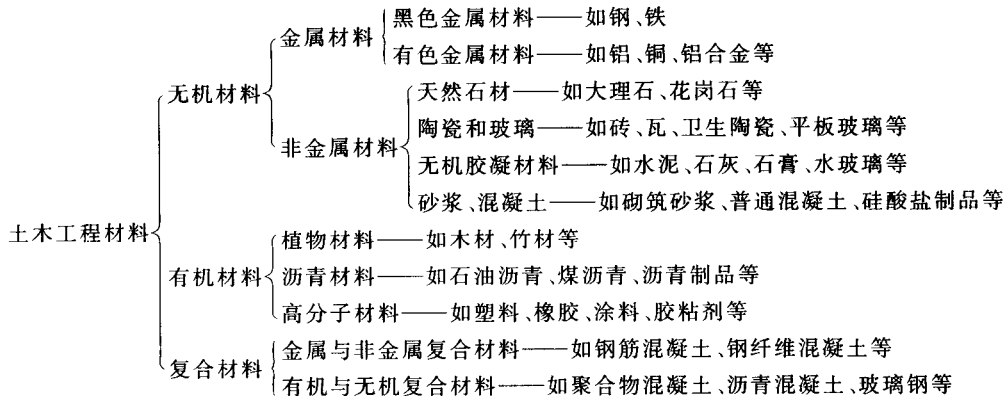 黑色金属材料——如钢、铁
金属材料
有色金属材料——如铝、铜、铝合金等
无机材料
天然石材——如大理石、花岗石等
陶瓷和玻璃——如砖、瓦、卫生陶瓷、平板玻璃等
非金属材料
无机胶凝材料——如水泥、石灰、石膏、水玻璃等
砂浆、混凝土——如砌筑砂浆、普通混凝土、硅酸盐制品等
土木工程材料
植物材料——如木材、竹材等
有机材料
沥青材料——如石油沥青、煤沥青、沥青制品等
高分子材料——如塑料、橡胶、涂料、胶粘剂等
金属与非金属复合材料——如钢筋混凝土、钢纤维混凝土等
复合材料
有机与无机复合材料——如聚合物混凝土、沥青混凝土、玻璃钢等